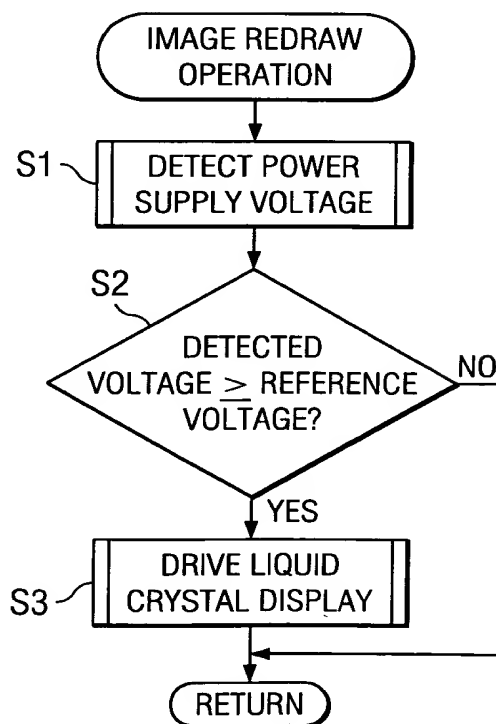 IMAGE REDRAW
OPERATION
S1
DETECT POWER
SUPPLY VOLTAGE
S2
DETECTED
VOLTAGE ≥ REFERENCE
VOLTAGE?
NO
YES
S3
DRIVE LIQUID
CRYSTAL DISPLAY
RETURN